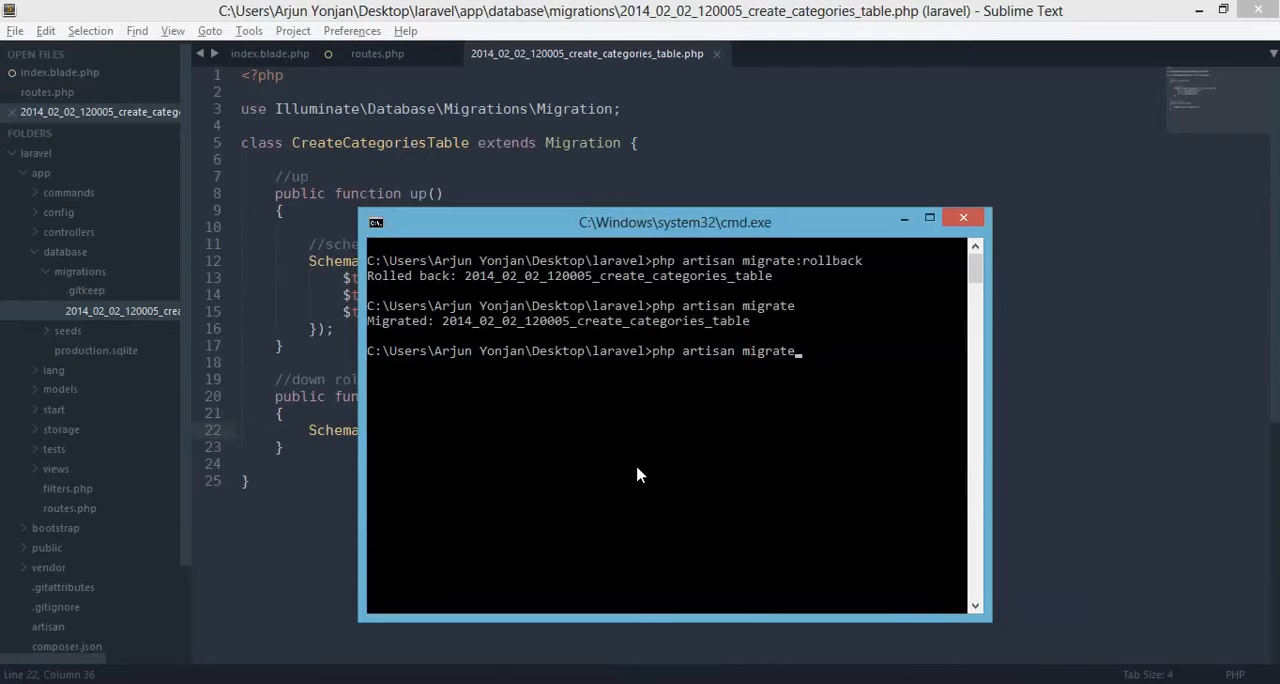 C:\Users\Arjun Yonjan\Desktop\laravel\app\database\migrations\2014_02_02_120005_create_categories_table.php (laravel) - Sublime Text
File Edit Selection Find View Goto Tools Project Preferences Help
OPEN FILES
index.blade.php
routes.php
2014_02_02_120005_create_categ
FOLDERS
laravel
app
commands
config
controllers
database
migrations
.gitkeep
2014_02_02_120005_cre
seeds
production.sqlite
lang
models
start
storage
tests
views
filters.php
routes.php
bootstrap
public
vendor
.gitattributes
.gitignore
artisan
composer.json
index.blade.php routes.php 2014_02_02_120005_create_categories_table.php
1 <?php
2
3 use Illuminate\Database\Migrations\Migration;
4
5 class CreateCategoriesTable extends Migration {
6
7 //up
8 public function up()
9 {
10
11 //sche
12 Schema
13 $t
14 $t
15 $t
16 });
17 }
18
19 //down rol
20 public fun
21 {
22 Schema
23 }
24
25 }
C:\Windows\system32\cmd.exe
C:\Users\Arjun Yonjan\Desktop\laravel>php artisan migrate:rollback
Rolled back: 2014_02_02_120005_create_categories_table
C:\Users\Arjun Yonjan\Desktop\laravel>php artisan migrate
Migrated: 2014_02_02_120005_create_categories_table
C:\Users\Arjun Yonjan\Desktop\laravel>php artisan migrate_
Line 22, Column 36 Tab Size: 4 PHP